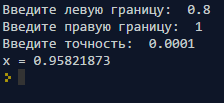 Введите левую границу:  0.8
Введите правую границу:  1
Введите точность:  0.0001
x = 0.95821873
>